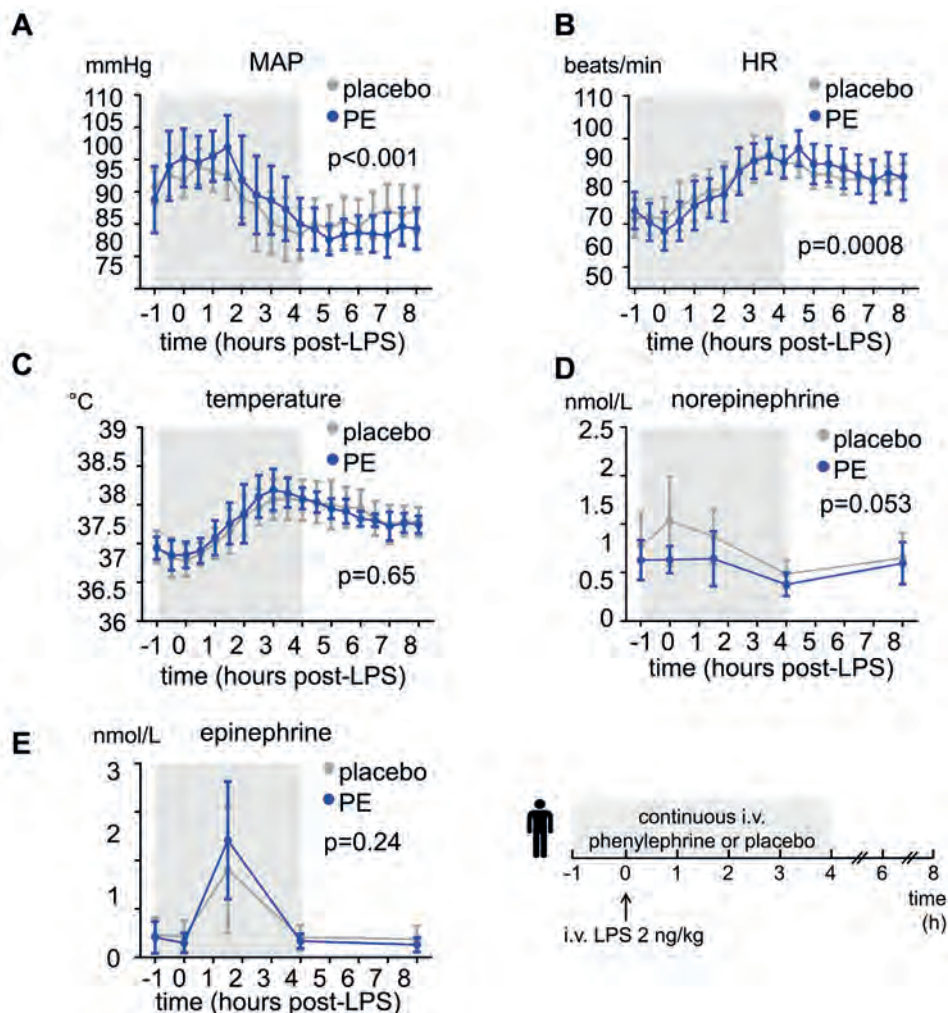 A
mmHg
MAP
placebo
PE
p<0.001
110
105
100
95
90
85
80
75
-1 0 1 2 3 4 5 6 7 8
time (hours post-LPS)
B
beats/min
HR
placebo
PE
p=0.0008
110
100
90
80
70
60
50
-1 0 1 2 3 4 5 6 7 8
time (hours post-LPS)
C
°C
temperature
placebo
PE
p=0.65
39
38.5
38
37.5
37
36.5
36
-1 0 1 2 3 4 5 6 7 8
time (hours post-LPS)
D
nmol/L
norepinephrine
placebo
PE
p=0.053
2.5
2
1.5
1
0.5
0
-1 0 1 2 3 4 5 6 7 8
time (hours post-LPS)
E
nmol/L
epinephrine
placebo
PE
p=0.24
3
2
1
0
-1 0 1 2 3 4 5 6 7 8
time (hours post-LPS)
continuous i.v.
phenylephrine or placebo
-1 0 1 2 3 4 6 8
time
(h)
i.v. LPS 2 ng/kg